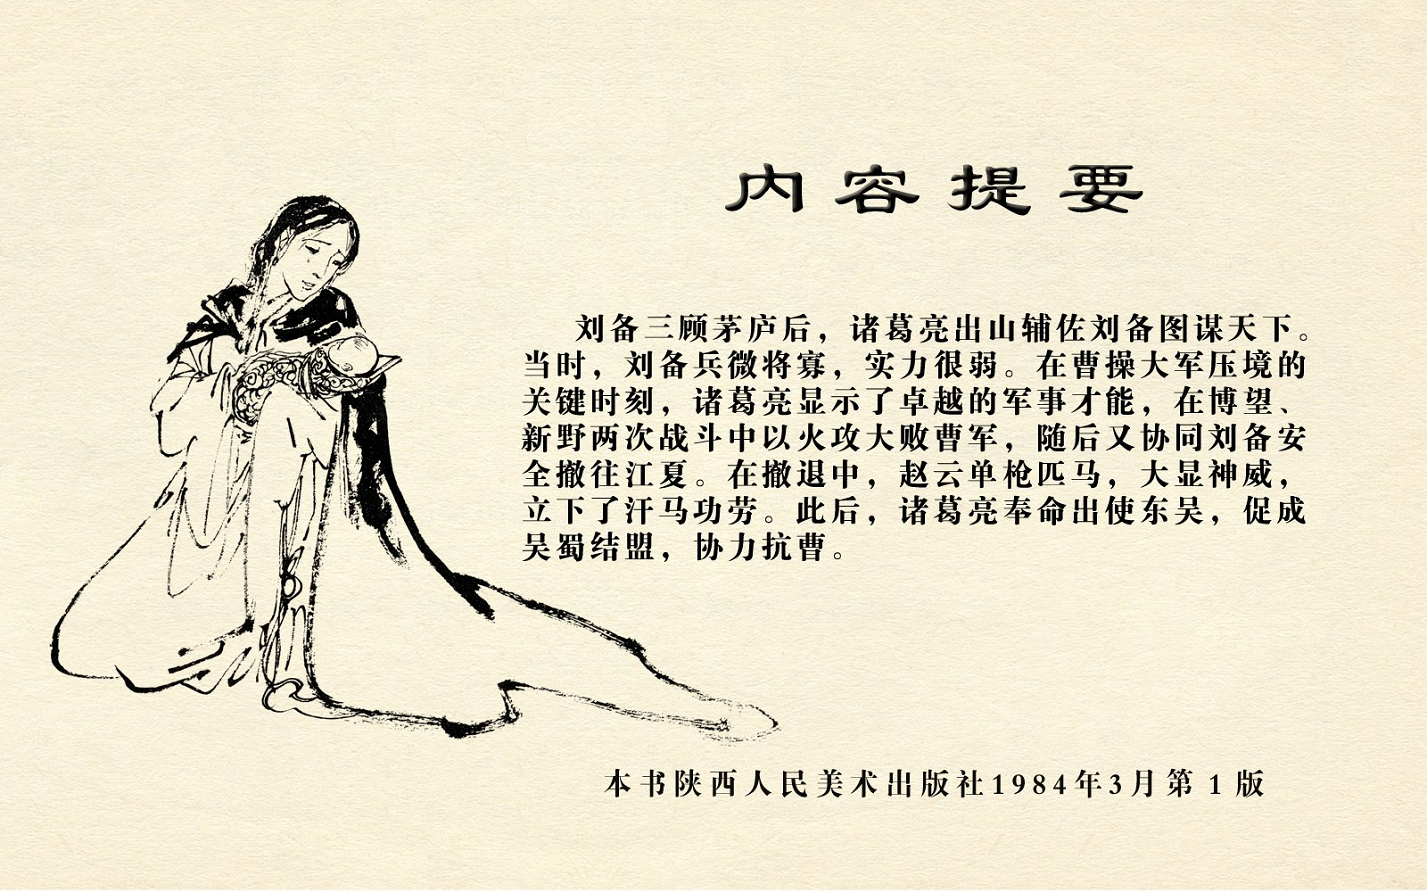 内容提要
刘备三顾茅庐后，诸葛亮出山辅佐刘备图谋天下。
当时，刘备兵微将寡，实力很弱。在曹操大军压境的
关键时刻，诸葛亮显示了卓越的军事才能，在博望、
新野两次战斗中以火攻大败曹军，随后又协同刘备安
全撤往江夏。在撤退中，赵云单枪匹马，大显神威，
立下了汗马功劳。此后，诸葛亮奉命出使东吴，促成
吴蜀结盟，协力抗曹。
本书陕西人民美术出版社1984年3月第1版